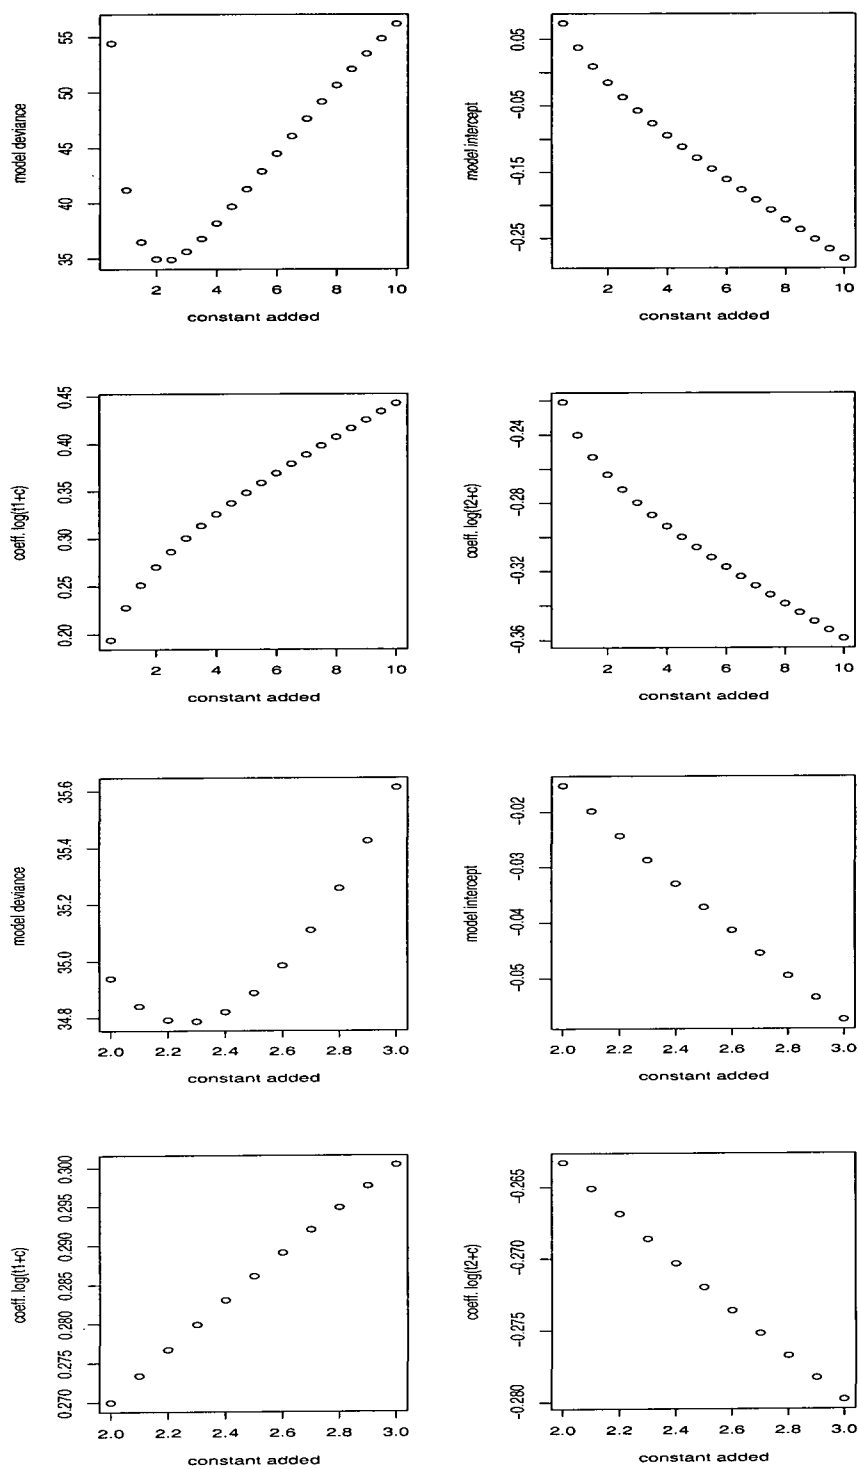 model deviance
35 40 45 50 55
2 4 6 8 10
constant added
model intercept
-0.25 -0.15 -0.05 0.05
2 4 6 8 10
constant added
coeff. log(t1+c)
0.20 0.25 0.30 0.35 0.40 0.45
2 4 6 8 10
constant added
coeff. log(t2+c)
-0.36 -0.32 -0.28 -0.24
2 4 6 8 10
constant added
model deviance
34.8 35.0 35.2 35.4 35.6
2.0 2.2 2.4 2.6 2.8 3.0
constant added
model intercept
-0.05 -0.04 -0.03 -0.02
2.0 2.2 2.4 2.6 2.8 3.0
constant added
coeff. log(t1+c)
0.270 0.275 0.280 0.285 0.290 0.295 0.300
2.0 2.2 2.4 2.6 2.8 3.0
constant added
coeff. log(t2+c)
-0.280 -0.275 -0.270 -0.265
2.0 2.2 2.4 2.6 2.8 3.0
constant added